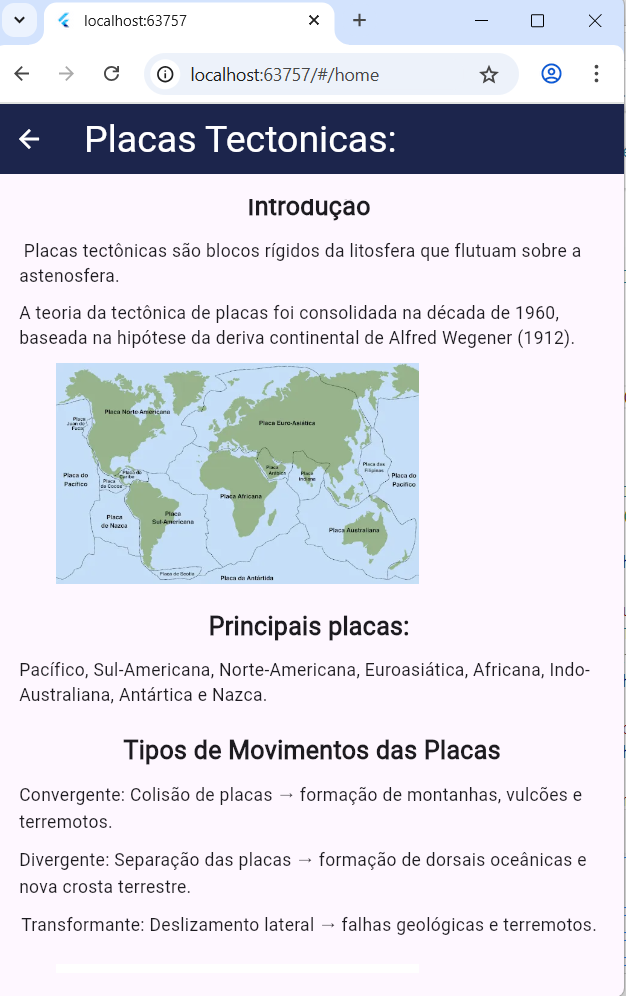 localhost:63757
localhost:63757/#/home
Placas Tectonicas:
Introdução
Placas tectônicas são blocos rígidos da litosfera que flutuam sobre a
astenosfera.
A teoria da tectônica de placas foi consolidada na década de 1960,
baseada na hipótese da deriva continental de Alfred Wegener (1912).
Placa Norte-Americana
Placa
Juan de
Fuca
Placa Euro-Asiática
Placa do
Pacífico
Placa do
Caribe
Placa
de Cocos
Placa
Arábica
Placa
Indiana
Placa das
Filipinas
Placa do
Pacífico
Placa Africana
Placa
de Nazca
Placa
Sul-Americana
Placa Australiana
Placa de Scotia
Placa da Antártida
Principais placas:
Pacífico, Sul-Americana, Norte-Americana, Euroasiática, Africana, Indo-
Australiana, Antártica e Nazca.
Tipos de Movimentos das Placas
Convergente: Colisão de placas → formação de montanhas, vulcões e
terremotos.
Divergente: Separação das placas → formação de dorsais oceânicas e
nova crosta terrestre.
Transformante: Deslizamento lateral → falhas geológicas e terremotos.